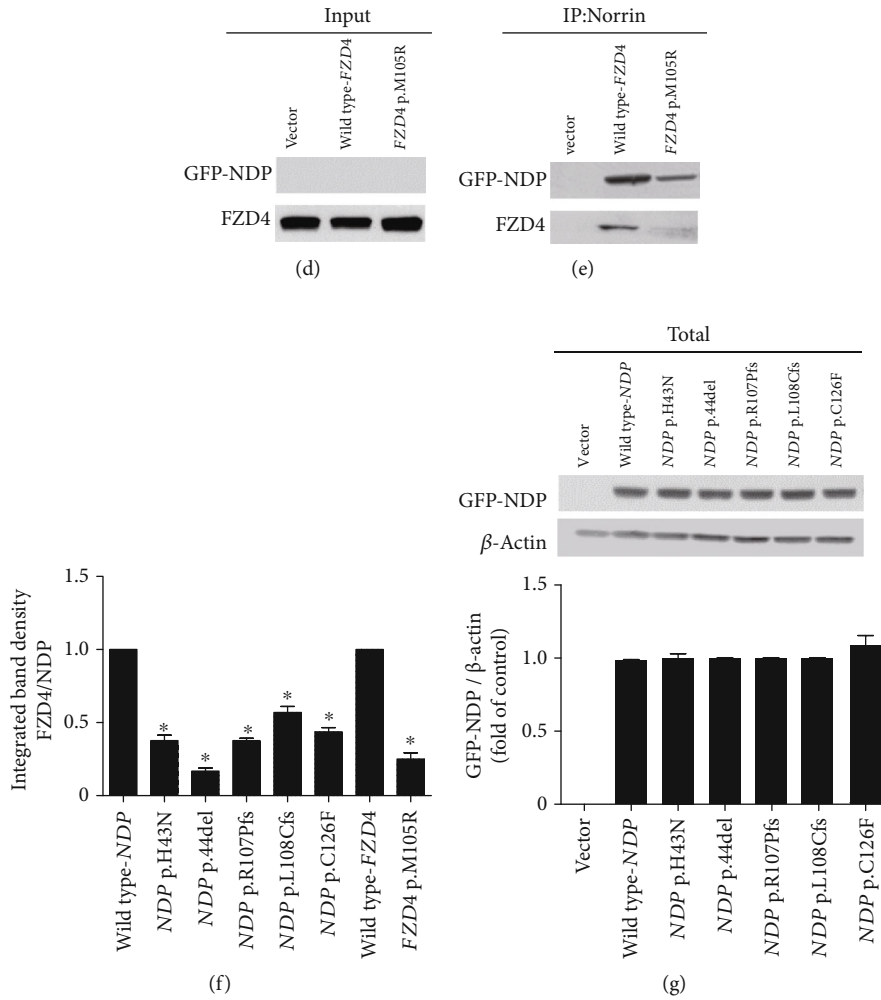 Input
Vector
Wild type-FZD4
FZD4 p.M105R
GFP-NDP
FZD4
(d)
IP:Norrin
vector
Wild type-FZD4
FZD4 p.M105R
GFP-NDP
FZD4
(e)
Integrated band density
FZD4/NDP
1.5
1.0
0.5
0
*
*
*
*
*
*
Wild type-NDP
NDP p.H43N
NDP p.44del
NDP p.R107Pfs
NDP p.L108Cfs
NDP p.C126F
Wild type-FZD4
FZD4 p.M105R
(f)
Total
Vector
Wild type-NDP
NDP p.H43N
NDP p.44del
NDP p.R107Pfs
NDP p.L108Cfs
NDP p.C126F
GFP-NDP
β-Actin
GFP-NDP / β-actin
(fold of control)
1.5
1.0
0.5
0
Vector
Wild type-NDP
NDP p.H43N
NDP p.44del
NDP p.R107Pfs
NDP p.L108Cfs
NDP p.C126F
(g)